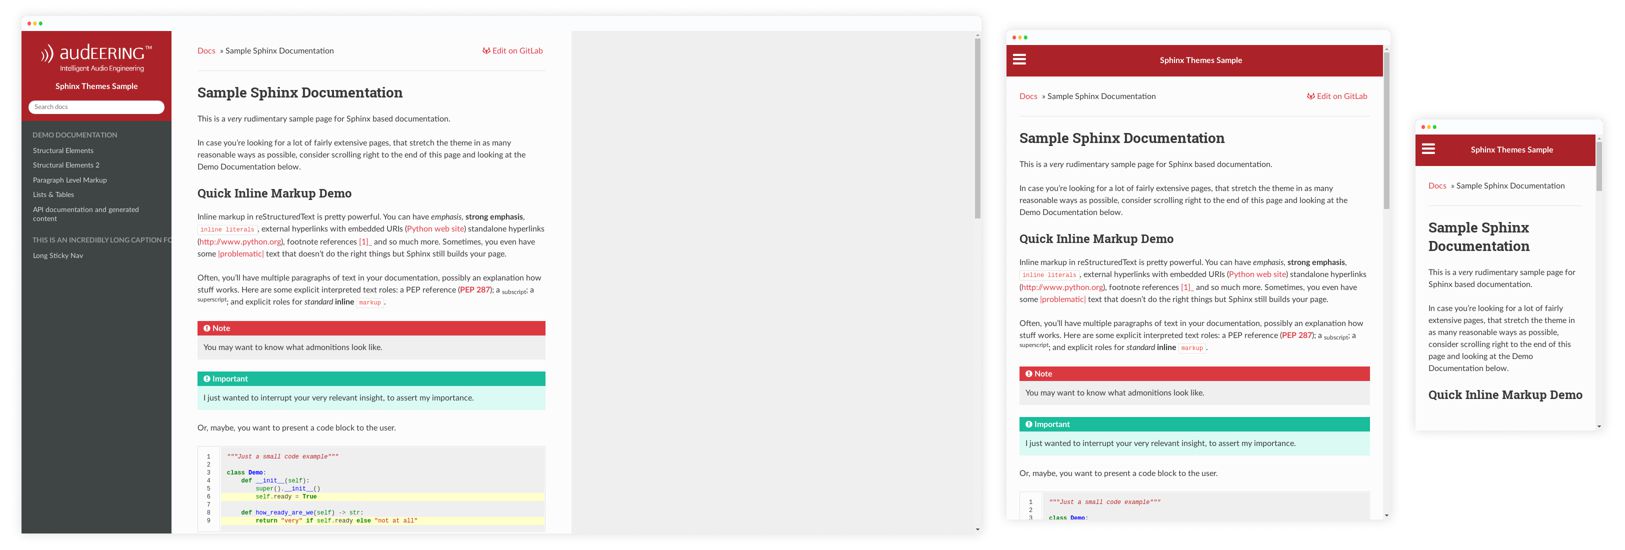 audEERING™
Intelligent Audio Engineering
Sphinx Themes Sample
Search docs
DEMO DOCUMENTATION
Structural Elements
Structural Elements 2
Paragraph Level Markup
Lists & Tables
API documentation and generated
content
THIS IS AN INCREDIBLY LONG CAPTION FO
Long Sticky Nav
Docs » Sample Sphinx Documentation
Edit on GitLab
Sample Sphinx Documentation
This is a very rudimentary sample page for Sphinx based documentation.
In case you're looking for a lot of fairly extensive pages, that stretch the theme in as many
reasonable ways as possible, consider scrolling right to the end of this page and looking at the
Demo Documentation below.
Quick Inline Markup Demo
Inline markup in reStructuredText is pretty powerful. You can have emphasis, strong emphasis,
inline literals, external hyperlinks with embedded URIs (Python web site) standalone hyperlinks
(http://www.python.org), footnote references [1]_ and so much more. Sometimes, you even have
some |problematic| text that doesn't do the right things but Sphinx still builds your page.
Often, you'll have multiple paragraphs of text in your documentation, possibly an explanation how
stuff works. Here are some explicit interpreted text roles: a PEP reference (PEP 287); a subscript; a
superscript; and explicit roles for standard inline markup.
Note
You may want to know what admonitions look like.
Important
I just wanted to interrupt your very relevant insight, to assert my importance.
Or, maybe, you want to present a code block to the user.
1 """Just a small code example"""
2
3 class Demo:
4 def __init__(self):
5 super().__init__()
6 self.ready = True
7
8 def how_ready_are_we(self) -> str:
9 return "very" if self.ready else "not at all"
Sphinx Themes Sample
Docs » Sample Sphinx Documentation
Edit on GitLab
Sample Sphinx Documentation
This is a very rudimentary sample page for Sphinx based documentation.
In case you're looking for a lot of fairly extensive pages, that stretch the theme in as many
reasonable ways as possible, consider scrolling right to the end of this page and looking at the
Demo Documentation below.
Quick Inline Markup Demo
Inline markup in reStructuredText is pretty powerful. You can have emphasis, strong emphasis,
inline literals, external hyperlinks with embedded URIs (Python web site) standalone hyperlinks
(http://www.python.org), footnote references [1]_ and so much more. Sometimes, you even have
some |problematic| text that doesn't do the right things but Sphinx still builds your page.
Often, you'll have multiple paragraphs of text in your documentation, possibly an explanation how
stuff works. Here are some explicit interpreted text roles: a PEP reference (PEP 287); a subscript; a
superscript; and explicit roles for standard inline markup.
Note
You may want to know what admonitions look like.
Important
I just wanted to interrupt your very relevant insight, to assert my importance.
Or, maybe, you want to present a code block to the user.
1 """Just a small code example"""
2
3 class Demo:
Sphinx Themes Sample
Docs » Sample Sphinx Documentation
Sample Sphinx
Documentation
This is a very rudimentary sample page for
Sphinx based documentation.
In case you're looking for a lot of fairly
extensive pages, that stretch the theme in
as many reasonable ways as possible,
consider scrolling right to the end of this
page and looking at the Demo
Documentation below.
Quick Inline Markup Demo